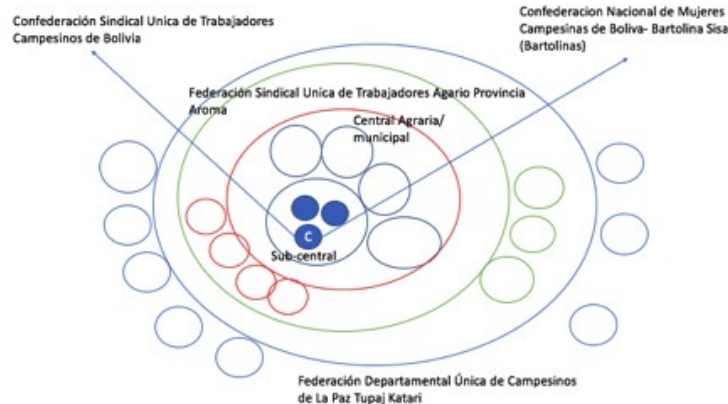 Confederación Sindical Unica de Trabajadores
Campesinos de Bolivia
Confederacion Nacional de Mujeres
Campesinas de Boliva- Bartolina Sisa
(Bartolinas)
Federación Sindical Unica de Trabajadores Agario Provincia
Aroma
Central Agraria/
municipal
C
Sub-central
Federación Departamental Única de Campesinos
de La Paz Tupaj Katari